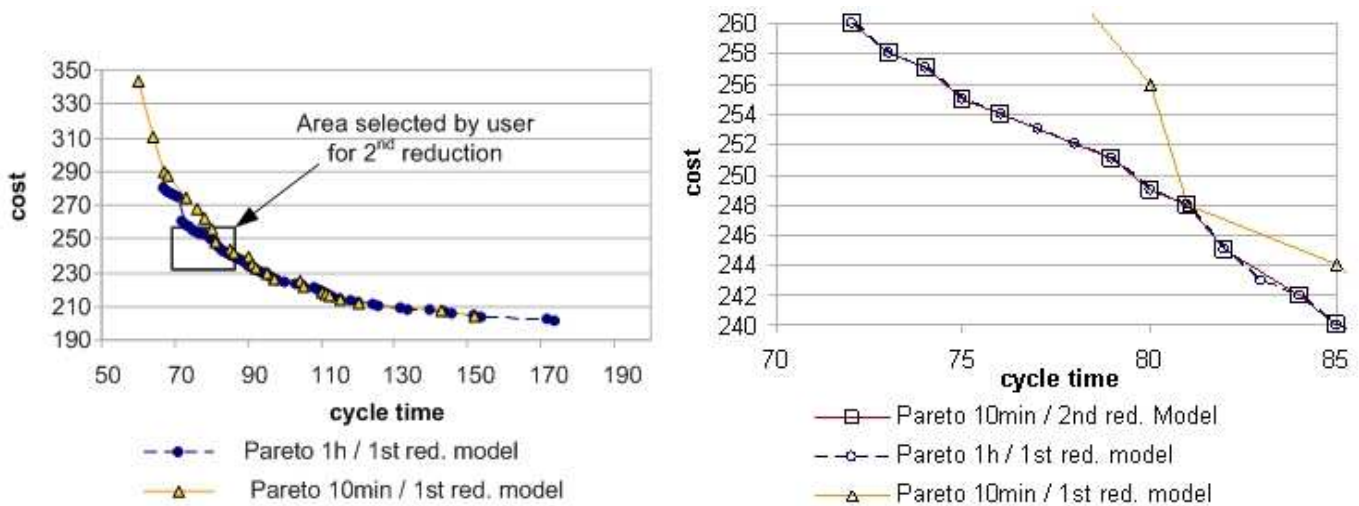 350
330
310
290
270
250
230
210
190
cost
Area selected by user
for 2nd reduction
50 70 90 110 130 150 170 190
cycle time
Pareto 1h / 1st red. model
Pareto 10min / 1st red. model
260
258
256
254
252
250
248
246
244
242
240
cost
70 75 80 85
cycle time
Pareto 10min / 2nd red. Model
Pareto 1h / 1st red. model
Pareto 10min / 1st red. model